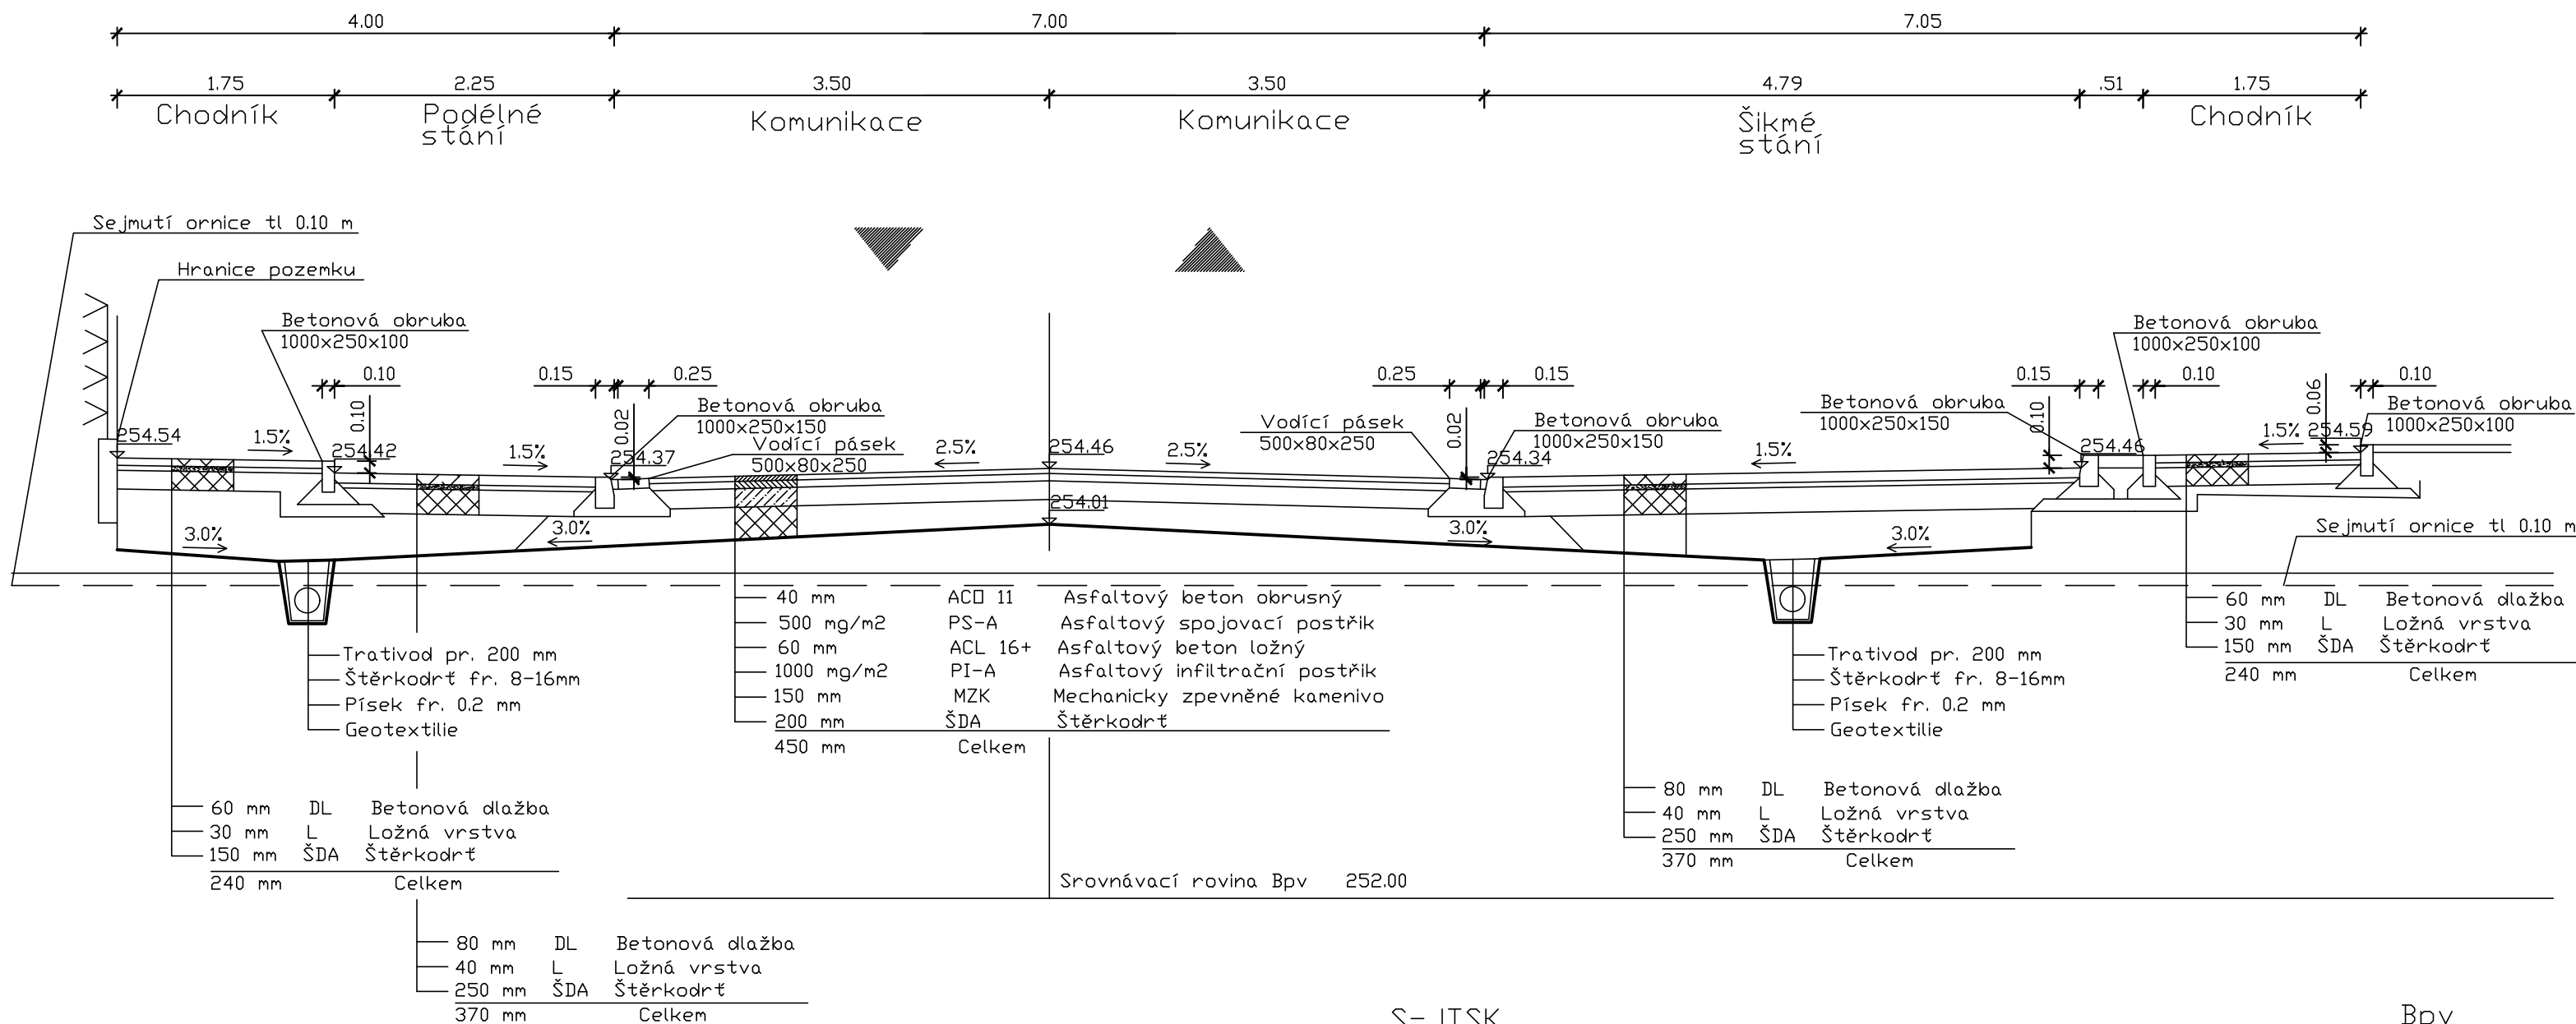 4.00 7.00 7.05
1.75 2.25 3.50 3.50 4.79 .51 1.75
Chodník Podélné Komunikace Komunikace Šikmé Chodník
stání stání
Sejmutí ornice tl 0.10 m
Hranice pozemku
Betonová obruba
1000x250x100
Betonová obruba
1000x250x100
0.10 0.15 0.25 0.25 0.15 0.15 0.10 0.10
0.10 0.02 0.02 0.10 0.06
Betonová obruba
1000x250x150
Vodící pásek
500x80x250
Vodící pásek
500x80x250
Betonová obruba
1000x250x150
Betonová obruba
1000x250x150
Betonová obruba
1000x250x100
254.54 1.5% 254.42 1.5% 254.37 2.5% 254.46 2.5% 254.34 1.5% 254.46 1.5% 254.59
254.01
3.0% 3.0% 3.0% 3.0%
Sejmutí ornice tl 0.10 m
40 mm ACO 11 Asfaltový beton obrusný
500 mg/m2 PS-A Asfaltový spojovací postřik
60 mm ACL 16+ Asfaltový beton ložný
1000 mg/m2 PI-A Asfaltový infiltrační postřik
150 mm MZK Mechanicky zpevněné kamenivo
200 mm ŠDA Štěrkodrť
450 mm Celkem
60 mm DL Betonová dlažba
30 mm L Ložná vrstva
150 mm ŠDA Štěrkodrť
240 mm Celkem
Trativod pr. 200 mm
Štěrkodrť fr. 8-16mm
Písek fr. 0.2 mm
Geotextilie
Trativod pr. 200 mm
Štěrkodrť fr. 8-16mm
Písek fr. 0.2 mm
Geotextilie
60 mm DL Betonová dlažba
30 mm L Ložná vrstva
150 mm ŠDA Štěrkodrť
240 mm Celkem
80 mm DL Betonová dlažba
40 mm L Ložná vrstva
250 mm ŠDA Štěrkodrť
370 mm Celkem
Srovnávací rovina Bpv 252.00
80 mm DL Betonová dlažba
40 mm L Ložná vrstva
250 mm ŠDA Štěrkodrť
370 mm Celkem
S-JTSK Bpv